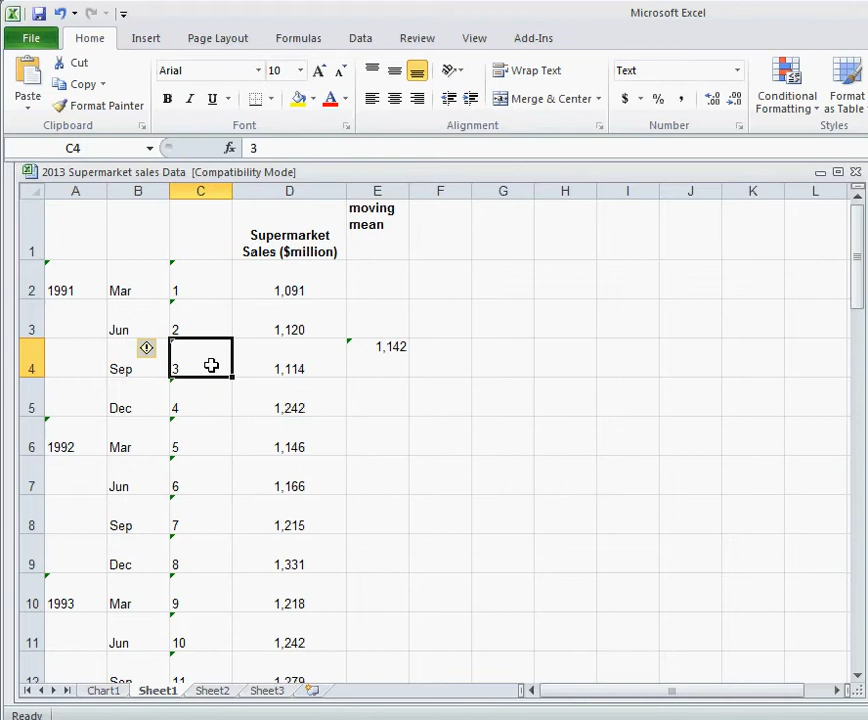 Microsoft Excel
File Home Insert Page Layout Formulas Data Review View Add-Ins
Cut
Copy
Format Painter
Paste
Clipboard
Arial 10
B I U
A A
A
Font
Wrap Text
Merge & Center
Alignment
Text
$ % ,
.00
.0
Number
Conditional
Formatting
Format
as Table
Styles
C4 fx 3
2013 Supermarket sales Data [Compatibility Mode]
A B C D E F G H I J K L
1 Supermarket
Sales ($million) moving
mean
2 1991 Mar 1 1,091
3 Jun 2 1,120
4 Sep 3 1,114 1,142
5 Dec 4 1,242
6 1992 Mar 5 1,146
7 Jun 6 1,166
8 Sep 7 1,215
9 Dec 8 1,331
10 1993 Mar 9 1,218
11 Jun 10 1,242
12 Sep 11 1,279
Chart1 Sheet1 Sheet2 Sheet3
Ready